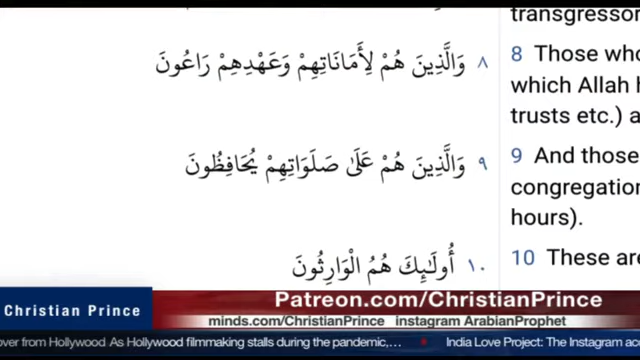 transgressor
٨ وَالَّذِينَ هُمْ لِأَمَانَاتِهِمْ وَعَهْدِهِمْ رَاعُونَ
8 Those who
which Allah h
trusts etc.) a
٩ وَالَّذِينَ هُمْ عَلَىٰ صَلَوَاتِهِمْ يُحَافِظُونَ
9 And those
congregation
hours).
١٠ أُولَـٰئِكَ هُمُ الْوَارِثُونَ
10 These are
Christian Prince
Patreon.com/ChristianPrince
minds.com/ChristianPrince instagram ArabianProphet
over from Hollywood. As Hollywood filmmaking stalls during the pandemic,... India Love Project: The Instagram acc